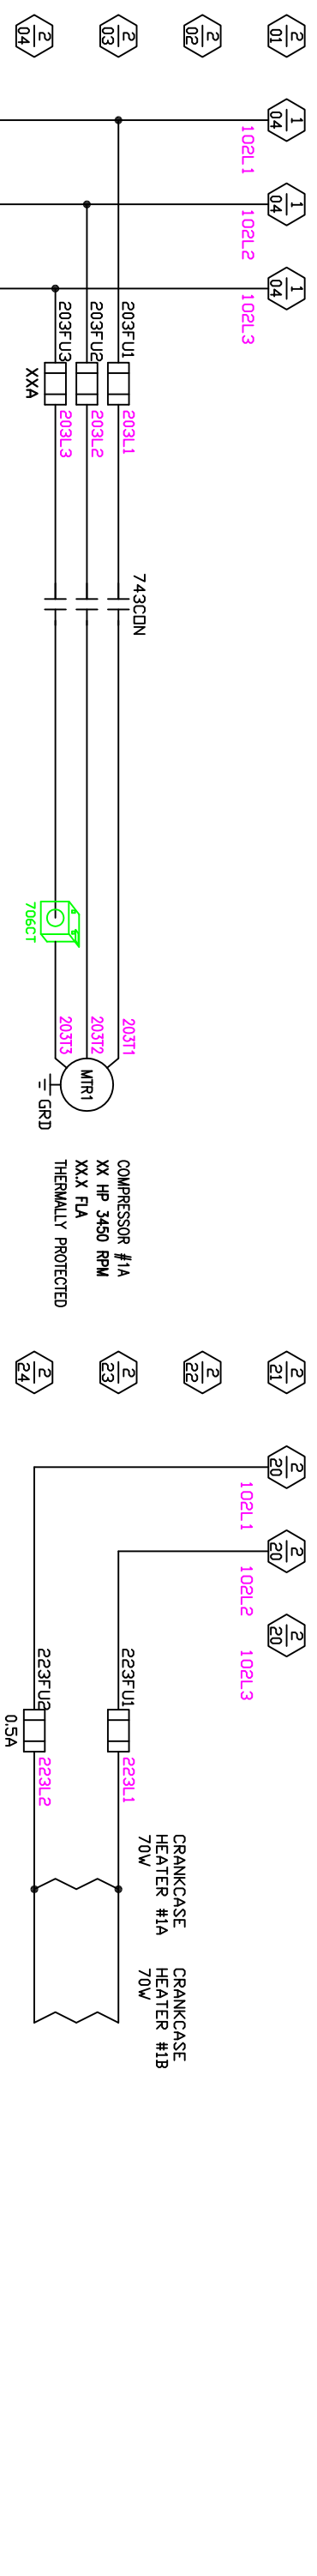 2
01
2
02
2
03
2
04
1
04
102L1
1
04
102L2
1
04
102L3
203FU1
203L1
203FU2
203L2
203FU3
203L3
XXA
743CON
706CT
203T1
203T2
203T3
MTR1
GRD
COMPRESSOR #1A
XX HP 3450 RPM
XX.X FLA
THERMALLY PROTECTED
2
21
2
22
2
23
2
24
2
20
102L1
2
20
102L2
2
20
102L3
223FU1
223L1
223FU2
223L2
0.5A
CRANKCASE
HEATER #1A
70W
CRANKCASE
HEATER #1B
70W